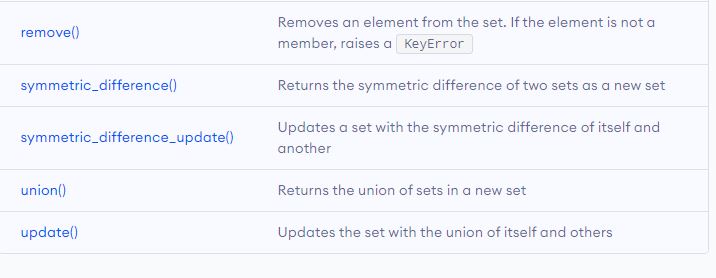 remove()
Removes an element from the set. If the element is not a
member, raises a KeyError
symmetric_difference()
Returns the symmetric difference of two sets as a new set
symmetric_difference_update()
Updates a set with the symmetric difference of itself and
another
union()
Returns the union of sets in a new set
update()
Updates the set with the union of itself and others